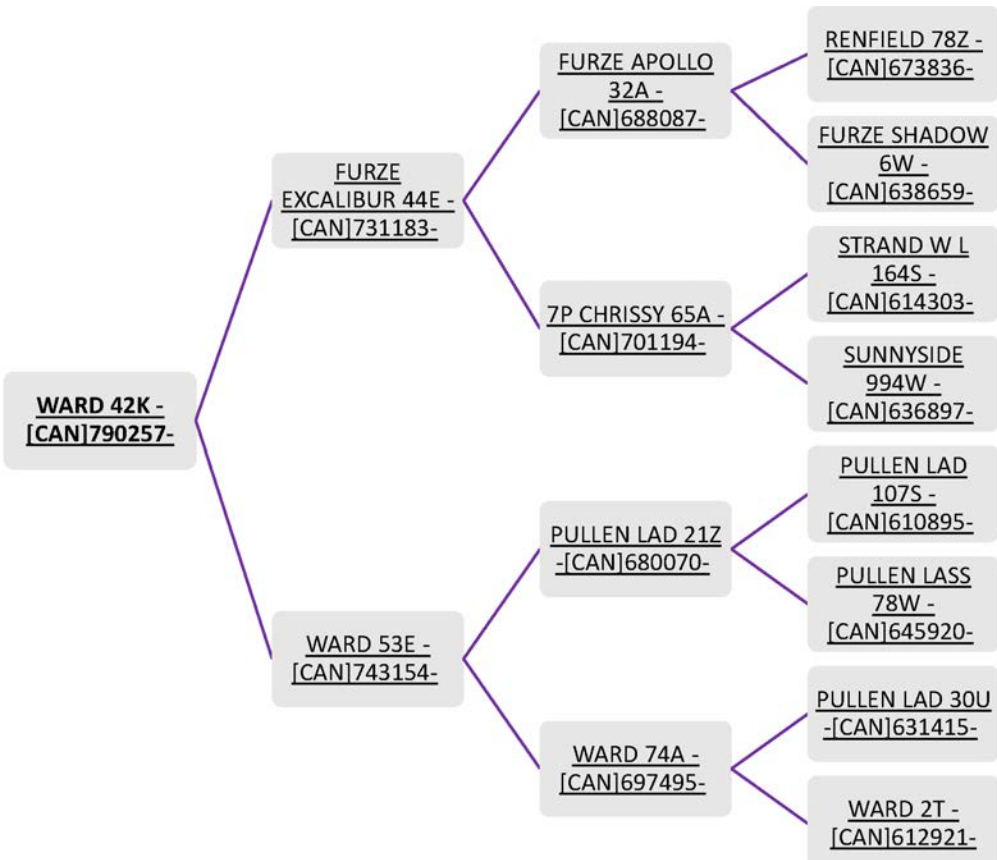 RENFIELD 78Z -
[CAN]673836-
FURZE APOLLO
32A -
[CAN]688087-
FURZE SHADOW
6W -
[CAN]638659-
FURZE
EXCALIBUR 44E -
[CAN]731183-
STRAND W L
164S -
[CAN]614303-
7P CHRISSY 65A -
[CAN]701194-
SUNNYSIDE
994W -
[CAN]636897-
WARD 42K -
[CAN]790257-
PULLEN LAD
107S -
[CAN]610895-
PULLEN LAD 21Z
-[CAN]680070-
PULLEN LASS
78W -
[CAN]645920-
WARD 53E -
[CAN]743154-
PULLEN LAD 30U
-[CAN]631415-
WARD 74A -
[CAN]697495-
WARD 2T -
[CAN]612921-